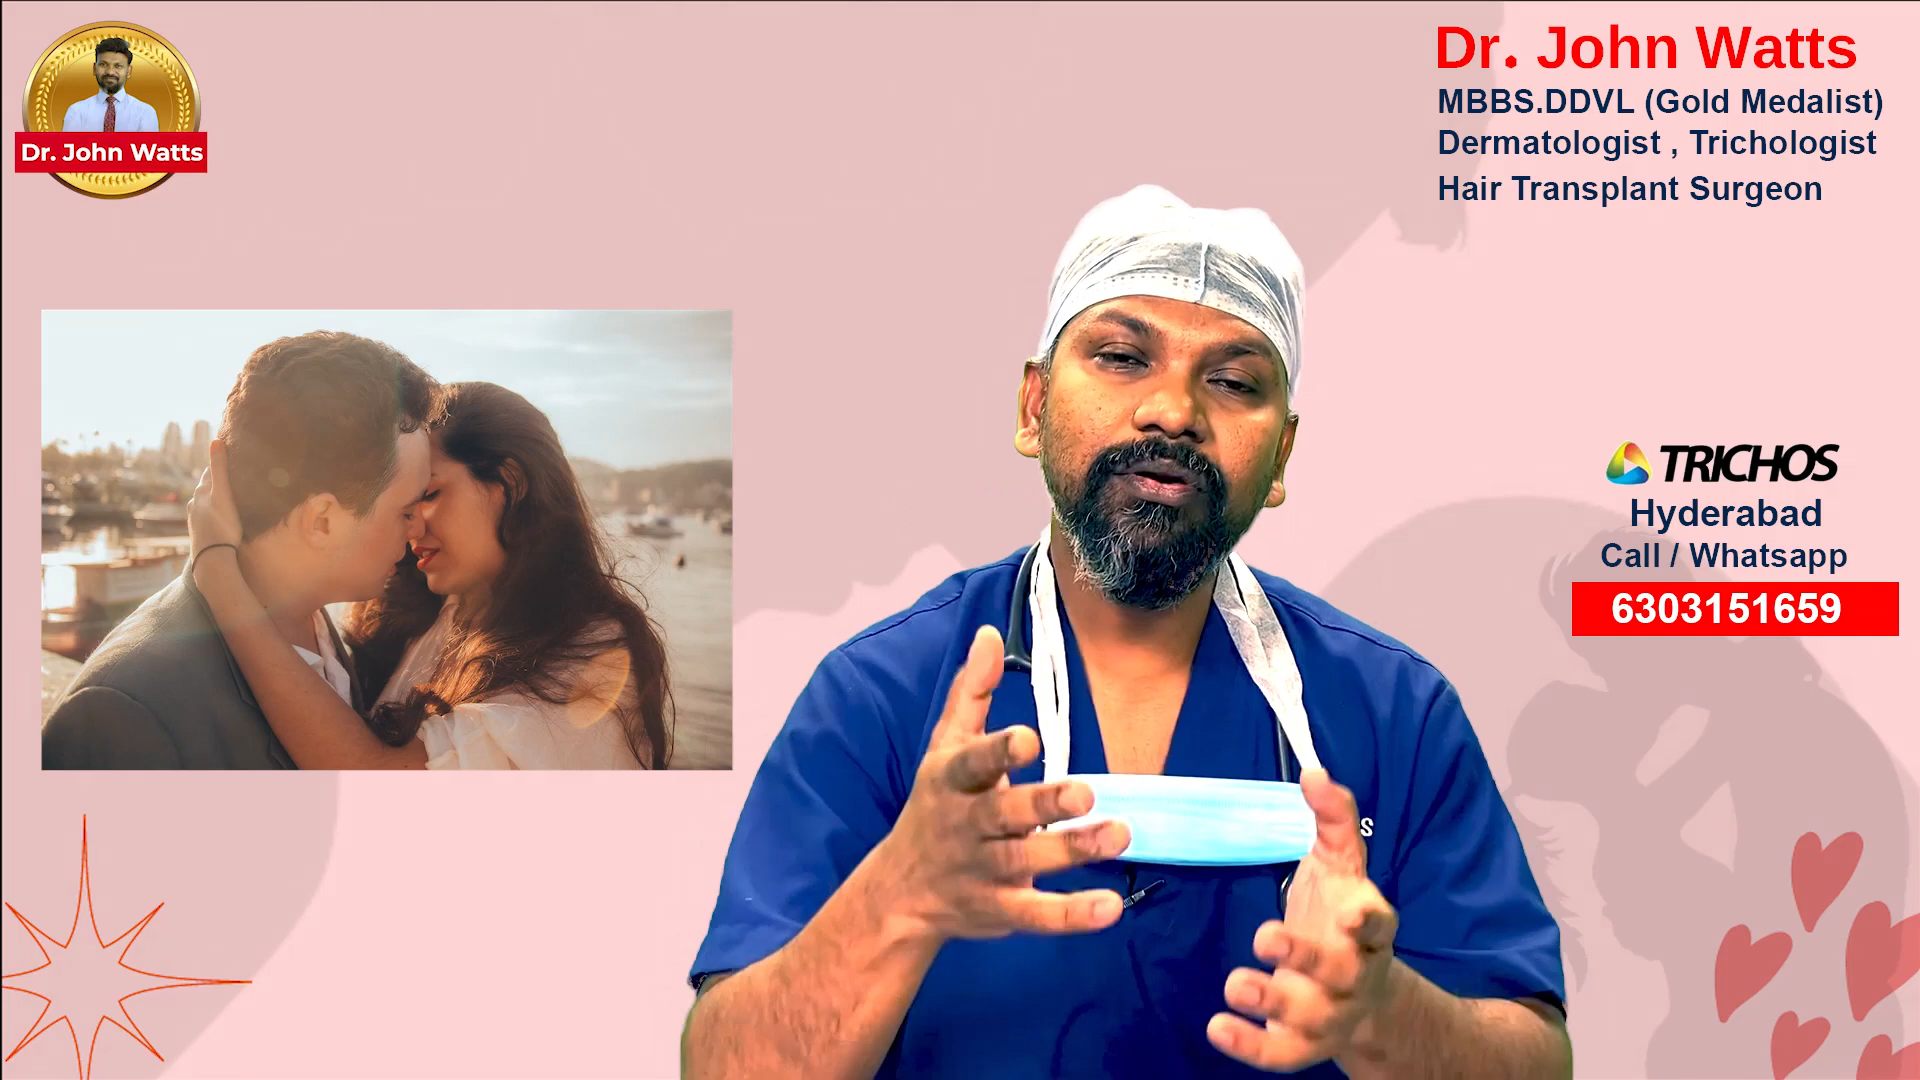 Dr. John Watts
Dr. John Watts
MBBS.DDVL (Gold Medalist)
Dermatologist , Trichologist
Hair Transplant Surgeon
TRICHOS
Hyderabad
Call / Whatsapp
6303151659